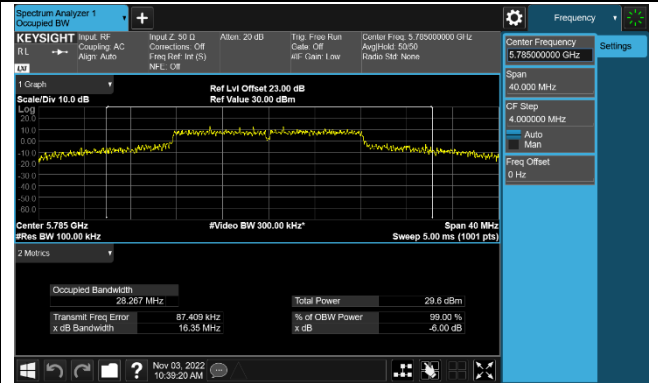 Spectrum Analyzer 1
Occupied BW
Frequency
KEYSIGHT
RL
LXI
Input: RF
Coupling: AC
Align: Auto
Input Z: 50 Ω
Corrections: Off
Freq Ref: Int (S)
NFE: Off
Atten: 20 dB
Trig: Free Run
Gate: Off
#IF Gain: Low
Center Freq: 5.785000000 GHz
Avg|Hold: 50/50
Radio Std: None
Center Frequency
5.785000000 GHz
Settings
Span
40.000 MHz
CF Step
4.000000 MHz
Auto
Man
Freq Offset
0 Hz
1 Graph
Scale/Div 10.0 dB
Ref Lvl Offset 23.00 dB
Ref Value 30.00 dBm
Log
20.0
10.0
0.00
-10.0
-20.0
-30.0
-40.0
-50.0
-60.0
Center 5.785 GHz
#Res BW 100.00 kHz
#Video BW 300.00 kHz*
Span 40 MHz
Sweep 5.00 ms (1001 pts)
2 Metrics
Occupied Bandwidth
28.267 MHz
Total Power 29.6 dBm
Transmit Freq Error 87.409 kHz
% of OBW Power 99.00 %
x dB Bandwidth 16.35 MHz
x dB -6.00 dB
Nov 03, 2022
10:39:20 AM